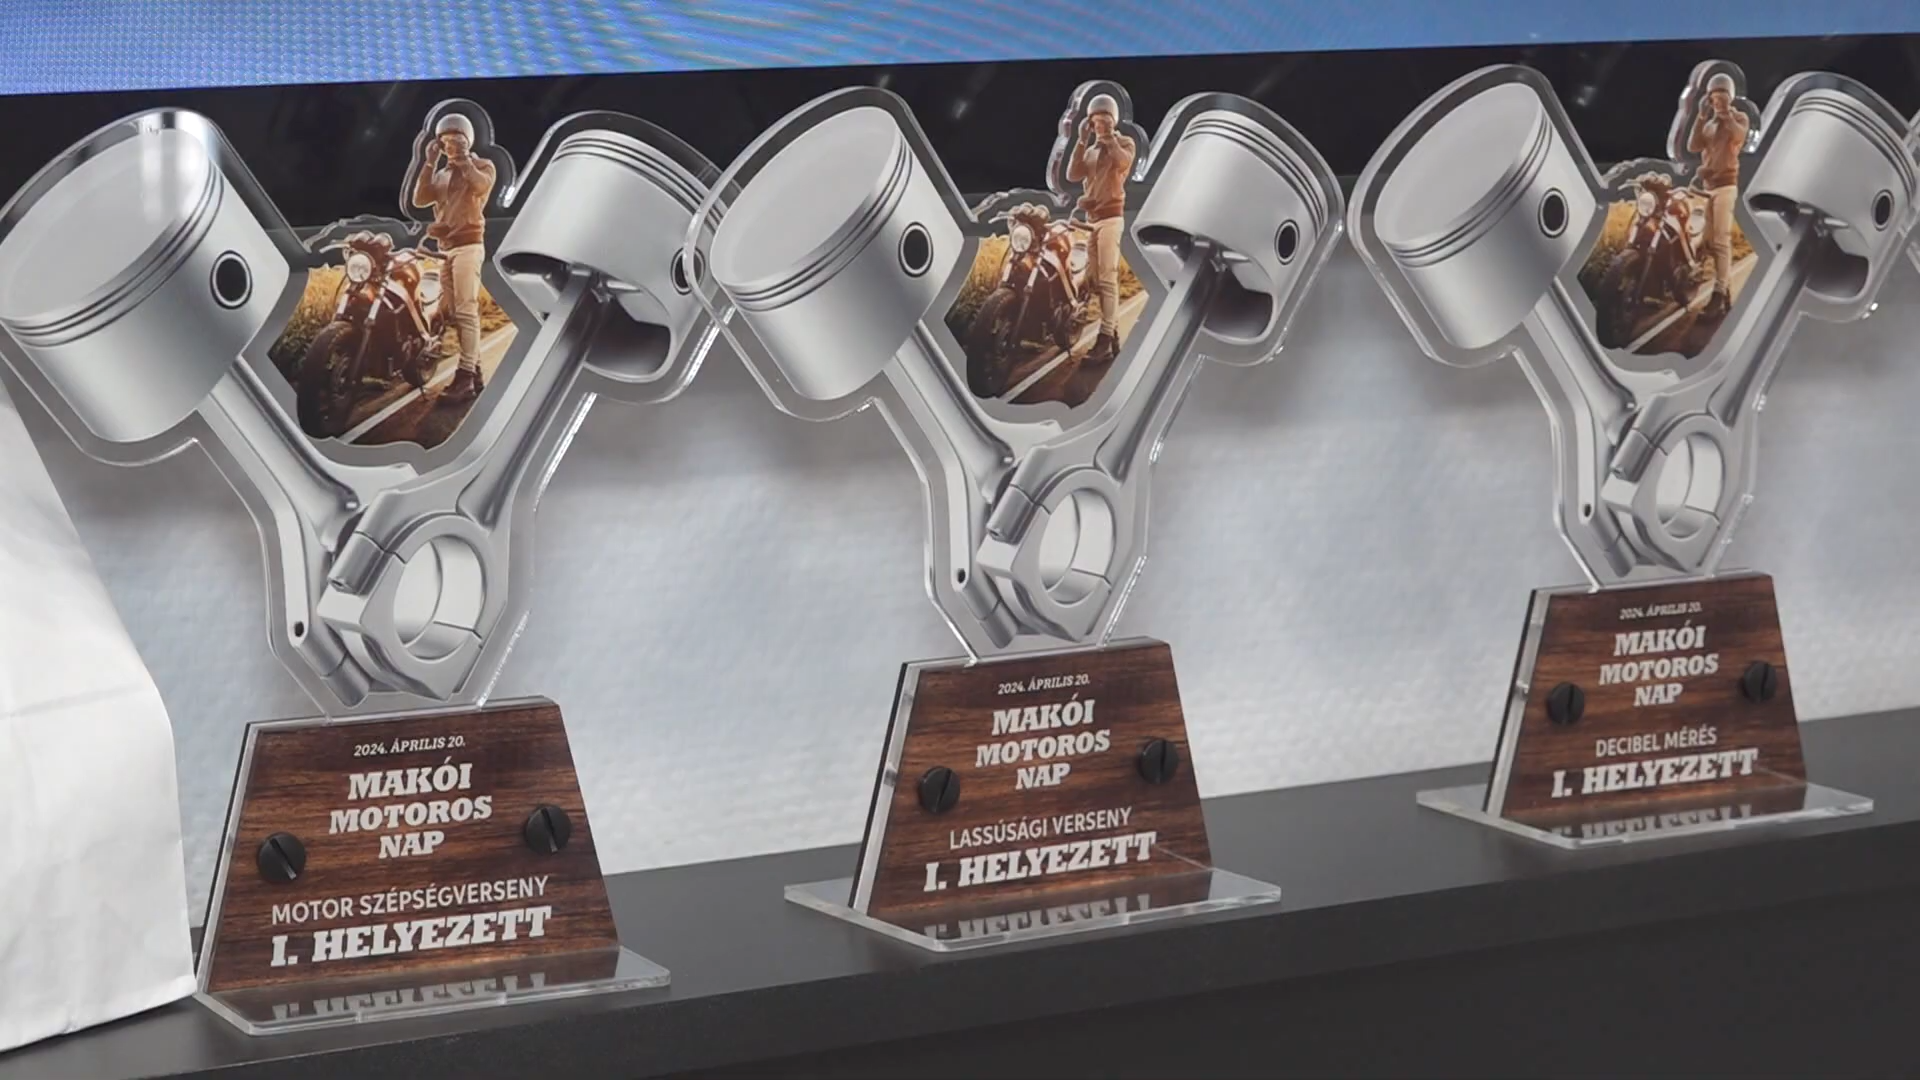 2024. ÁPRILIS 20.
MAKÓI
MOTOROS
NAP
MOTOR SZÉPSÉGVERSENY
I. HELYEZETT
2024. ÁPRILIS 20.
MAKÓI
MOTOROS
NAP
LASSÚSÁGI VERSENY
I. HELYEZETT
2024. ÁPRILIS 20.
MAKÓI
MOTOROS
NAP
DECIBEL MÉRÉS
I. HELYEZETT